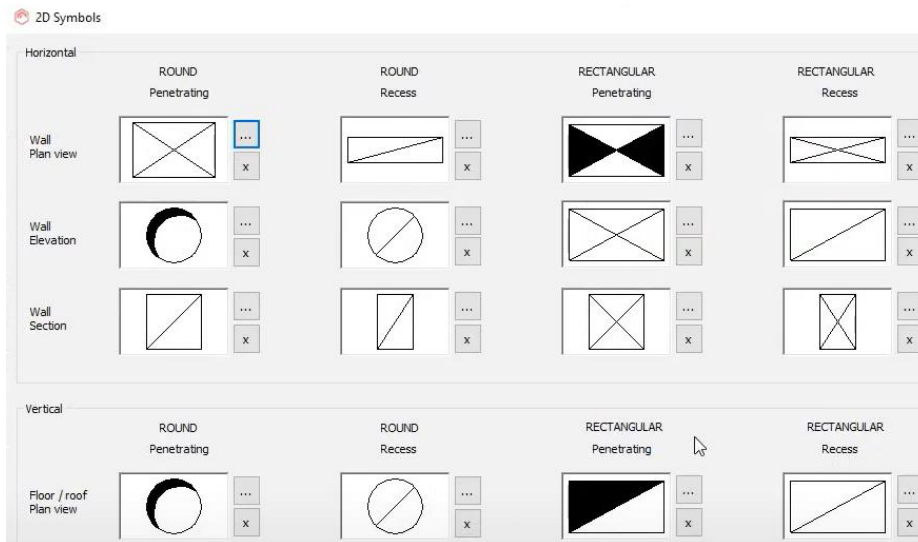 2D Symbols
Horizontal
ROUND ROUND RECTANGULAR RECTANGULAR
Penetrating Recess Penetrating Recess
... ... ... ...
Wall
Plan view
x x x x
... ... ... ...
Wall
Elevation
x x x x
... ... ... ...
Wall
Section
x x x x
Vertical
ROUND ROUND RECTANGULAR RECTANGULAR
Penetrating Recess Penetrating Recess
... ... ... ...
Floor / roof
Plan view
x x x x